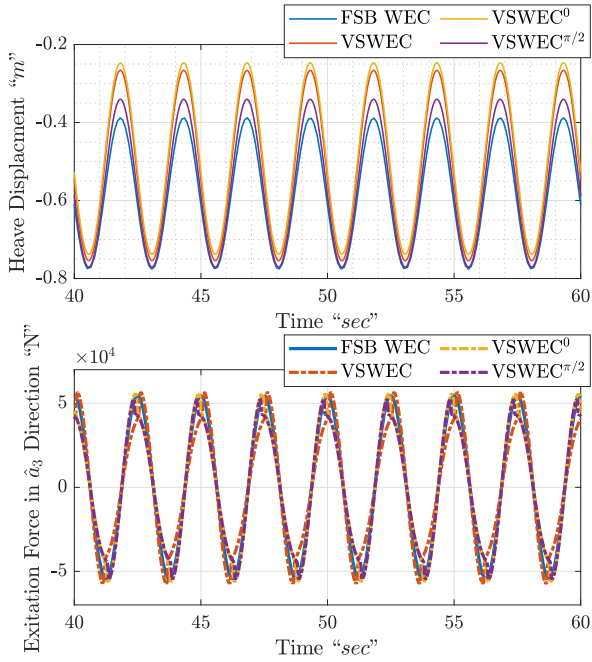 FSB WEC VSWEC⁰
VSWEC VSWEC^π/2
-0.2
-0.4
-0.6
-0.8
Heave Displacment “m”
40 45 50 55 60
Time “sec”
×10⁴
FSB WEC VSWEC⁰
VSWEC VSWEC^π/2
5
0
-5
Exitation Force in â₃ Direction “N”
40 45 50 55 60
Time “sec”